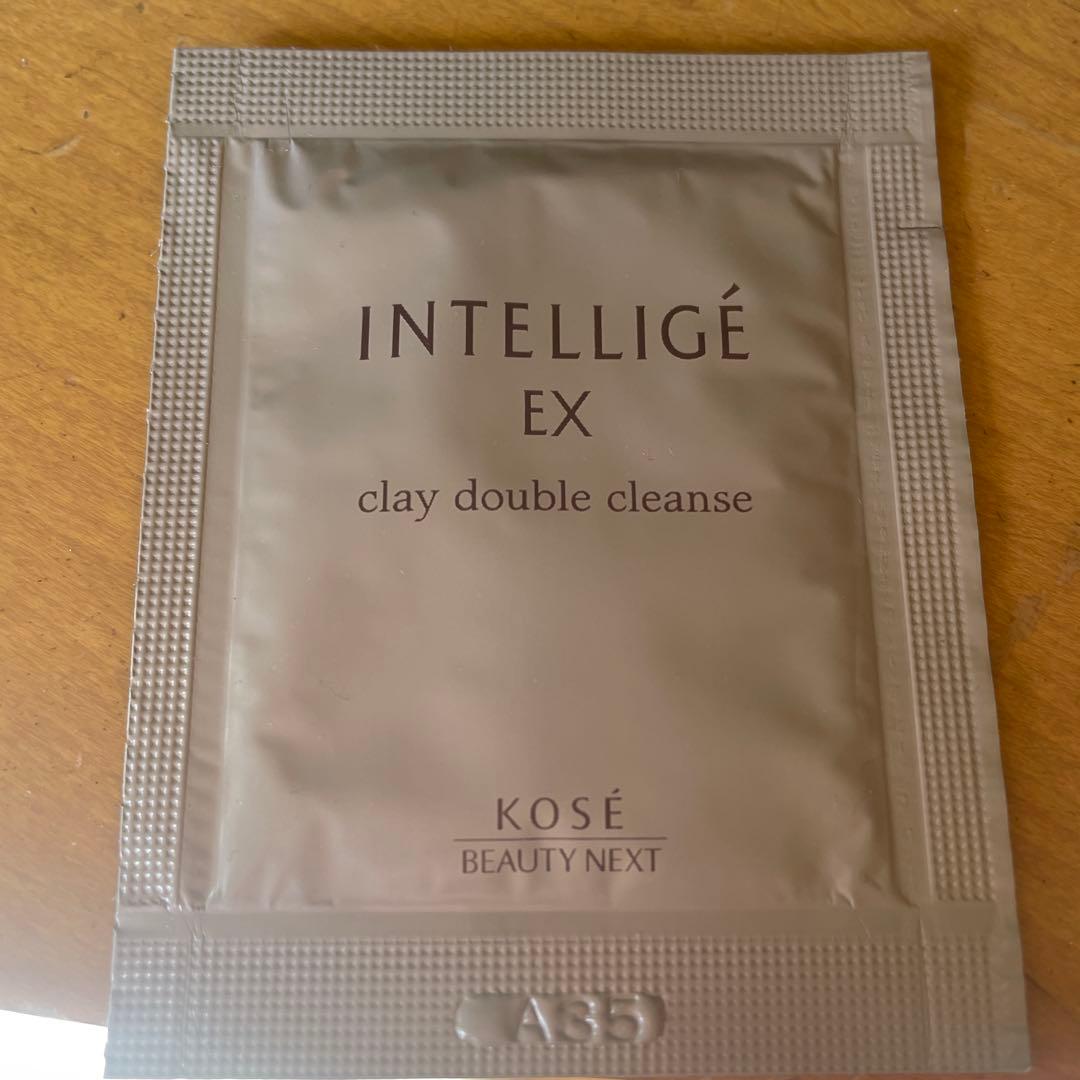 INTELLIGÉ
EX
clay double cleanse
KOSÉ
BEAUTY NEXT
A35